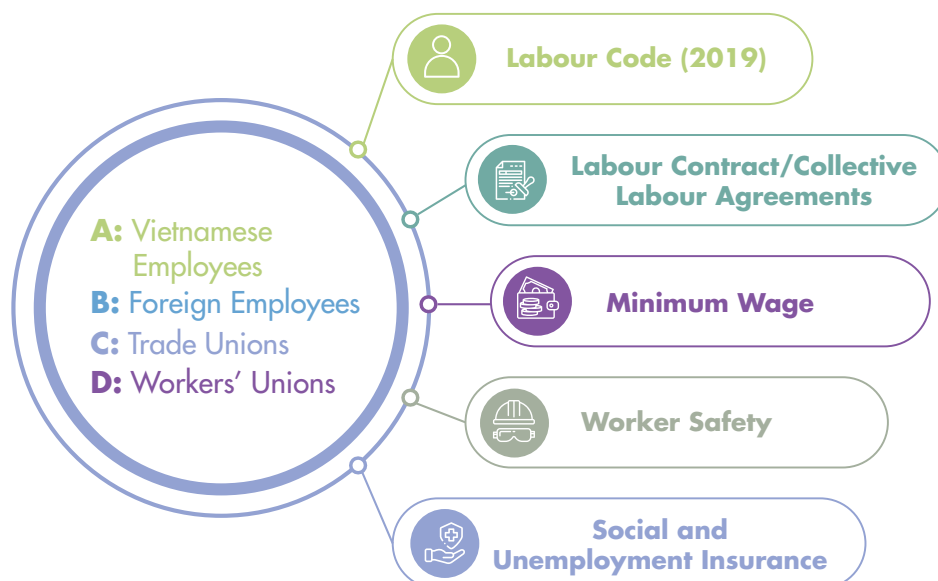 A: Vietnamese
Employees
B: Foreign Employees
C: Trade Unions
D: Workers’ Unions
Labour Code (2019)
Labour Contract/Collective
Labour Agreements
Minimum Wage
Worker Safety
Social and
Unemployment Insurance